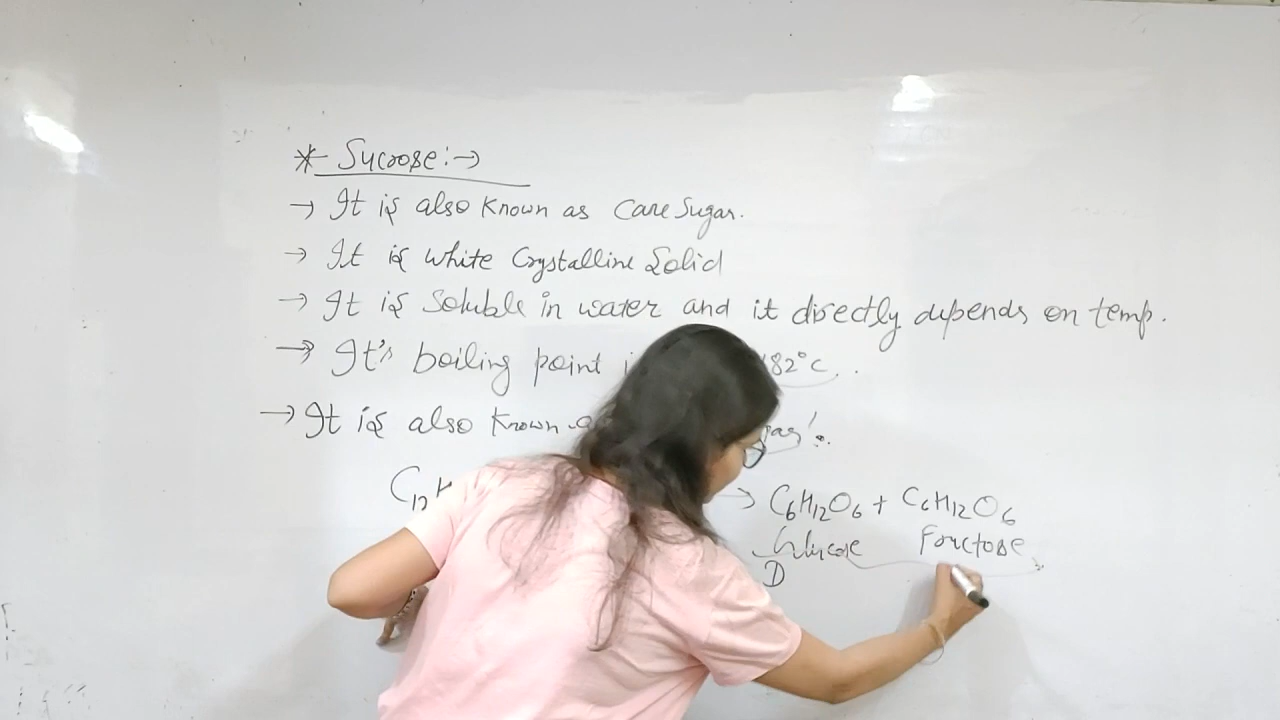 * Sucrose:→
→ It is also known as Cane Sugar.
→ It is white Crystalline Solid
→ It is Soluble in water and it directly depends on temp.
→ It's boiling point 182°C.
→ It is also known
C12H → C6H12O6 + C6H12O6
Glucose Fructose
D